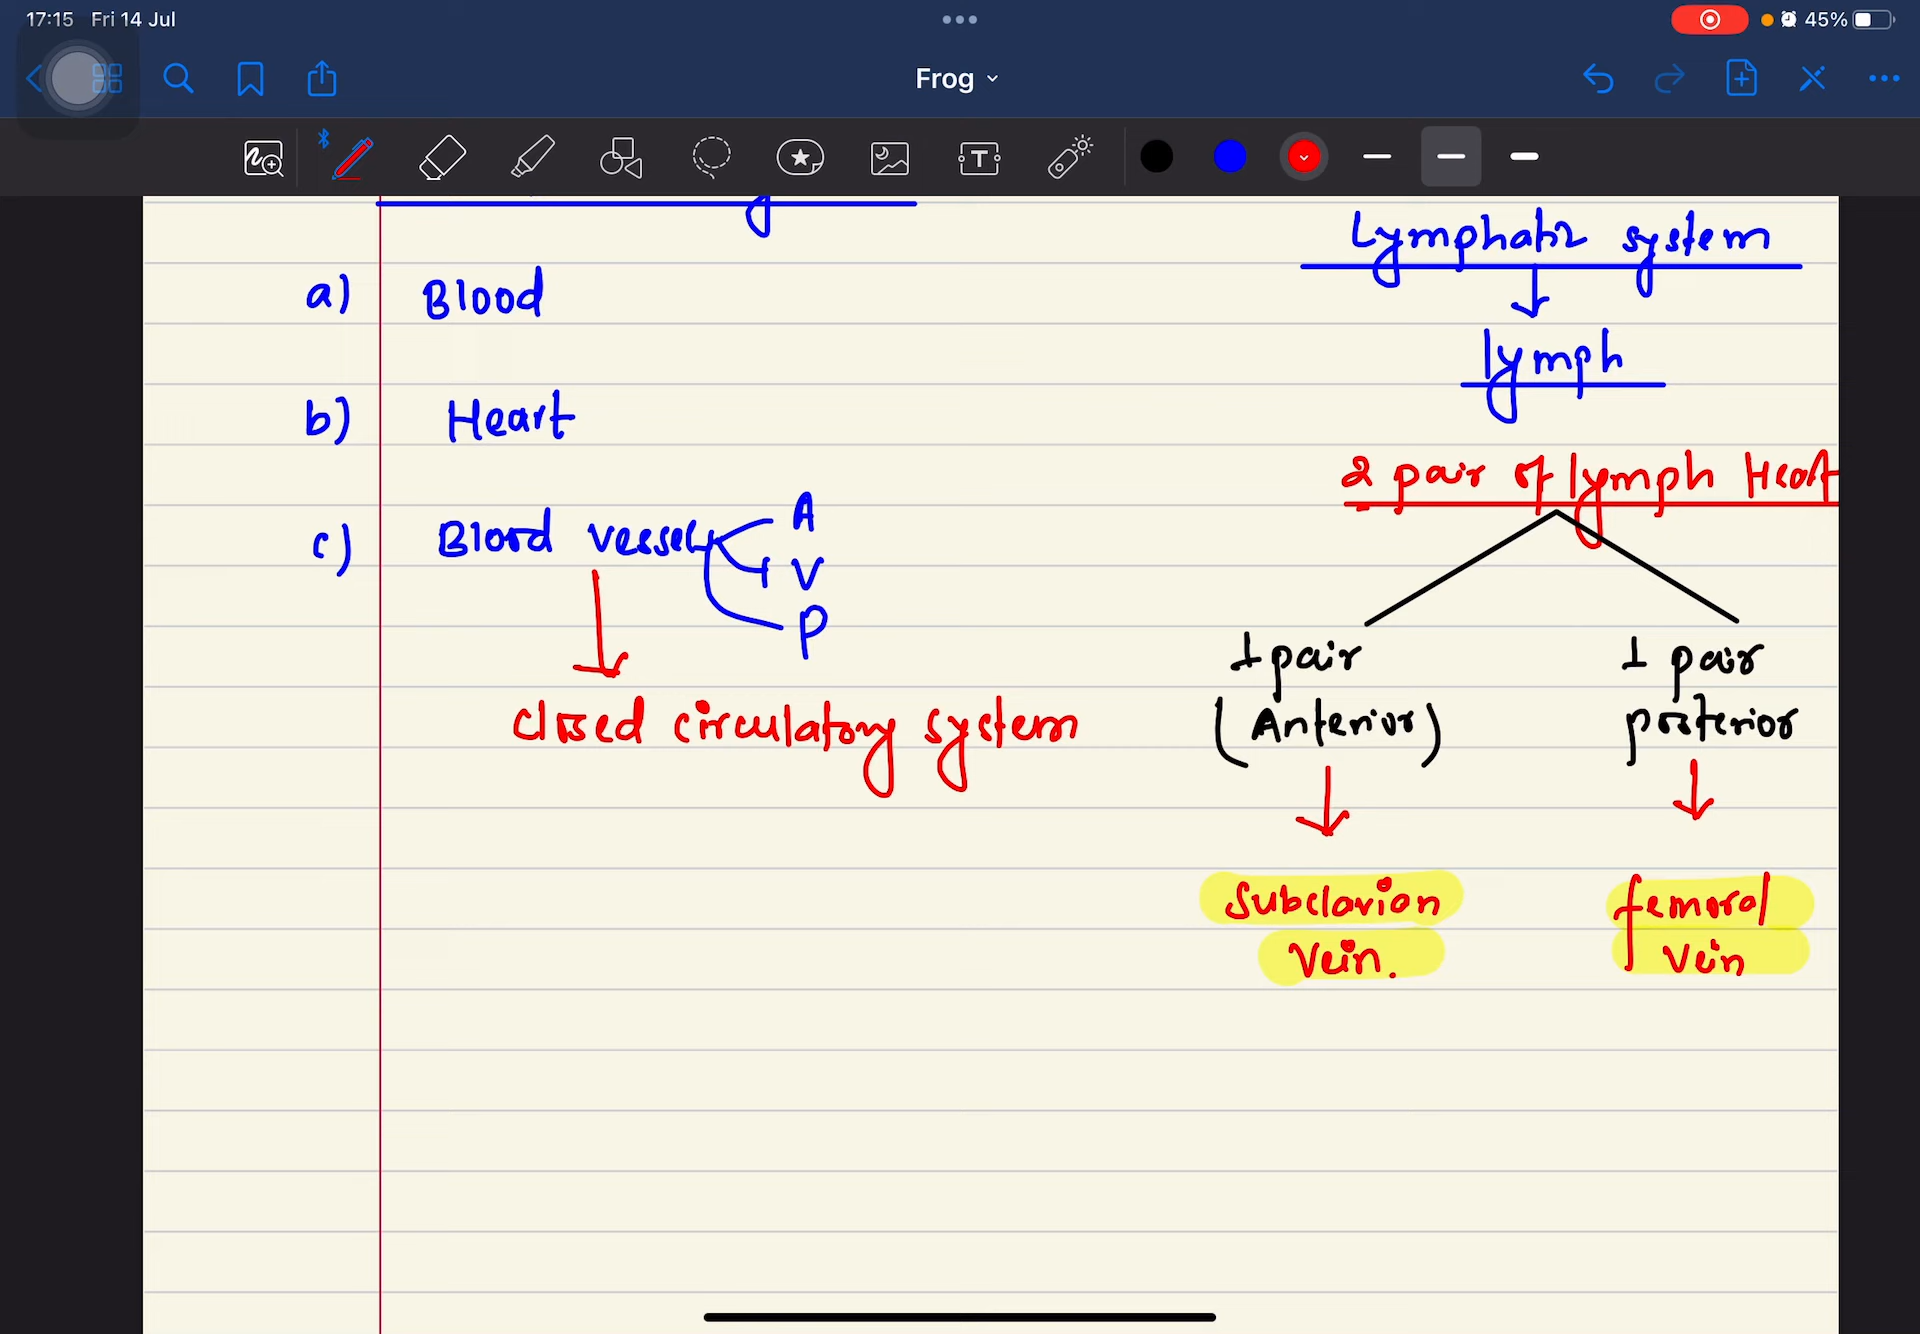 17:15 Fri 14 Jul
45%
Frog
T
a) Blood
b) Heart
c) Blood vessely
A
V
P
closed circulatory system
Lymphatic system
lymph
2 pair of lymph Heart
1 pair
(Anterior)
Subclavian
Vein.
1 pair
posterior
femoral
Vein